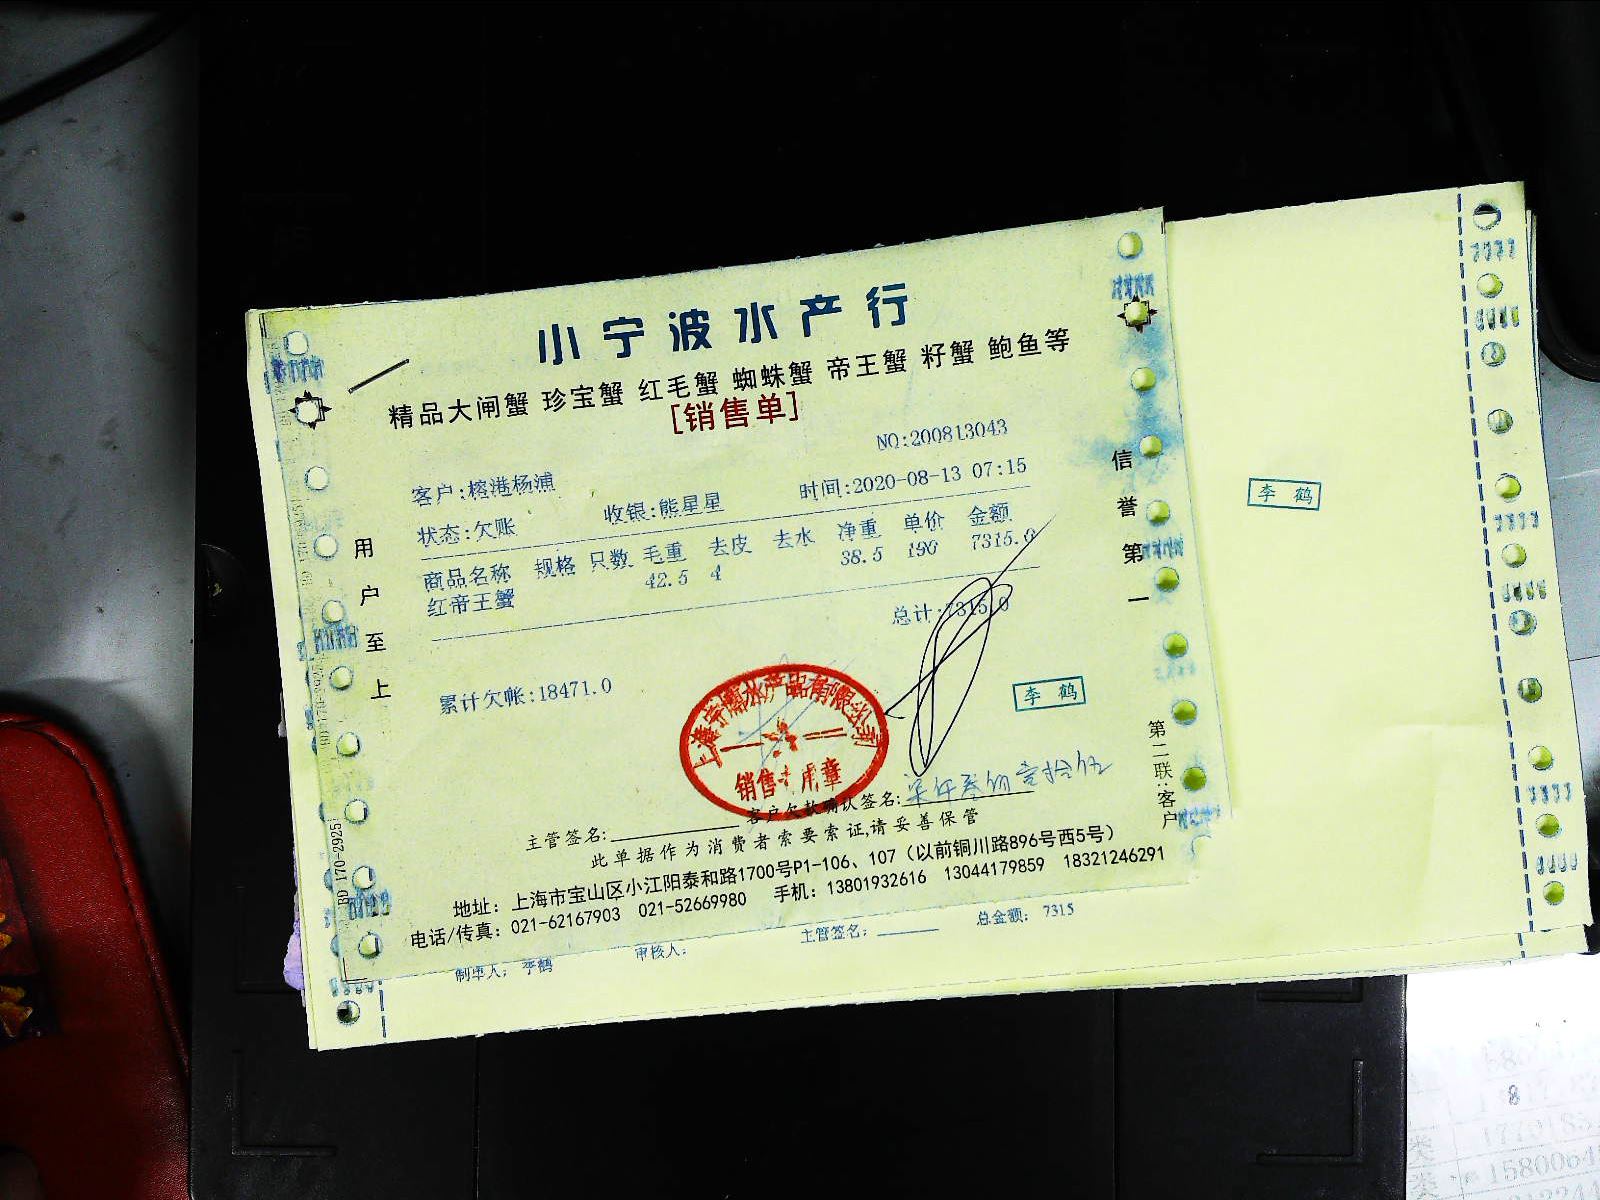 小宁波水产行
精品大闸蟹 珍宝蟹 红毛蟹 蜘蛛蟹 帝王蟹 籽蟹 鲍鱼等
[销售单]
NO:200813043
客户:榕港杨浦
时间:2020-08-13 07:15
状态:欠账 收银:熊星星
商品名称 规格 只数 毛重 去皮 去水 净重 单价 金额
红帝王蟹 42.5 4 38.5 190 7315.0
总计:7315.0
累计欠帐:18471.0
用户至上
信誉第一
李 鹤
李 鹤
销售专用章
第二联:客户
主管签名:
客户欠款确认签名:
此单据作为消费者索要索证,请妥善保管
地址: 上海市宝山区小江阳泰和路1700号P1-106、107（以前铜川路896号西5号）
电话/传真: 021-62167903 021-52669980 手机: 13801932616 13044179859 18321246291
BD 170-2925
制单人: 李鹤 审核人: 主管签名: 总金额: 7315
8
类
类